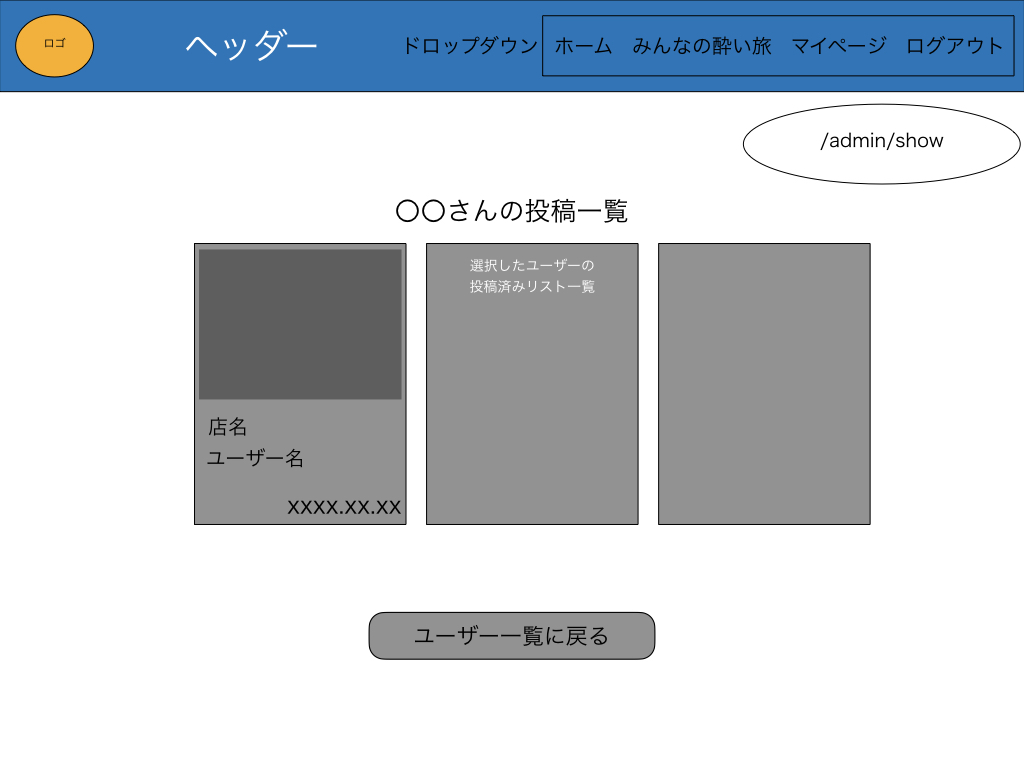 ロゴ
ヘッダー
ドロップダウン
ホーム みんなの酔い旅 マイページ ログアウト
/admin/show
〇〇さんの投稿一覧
店名
ユーザー名
XXXX.XX.XX
選択したユーザーの
投稿済みリスト一覧
ユーザー一覧に戻る